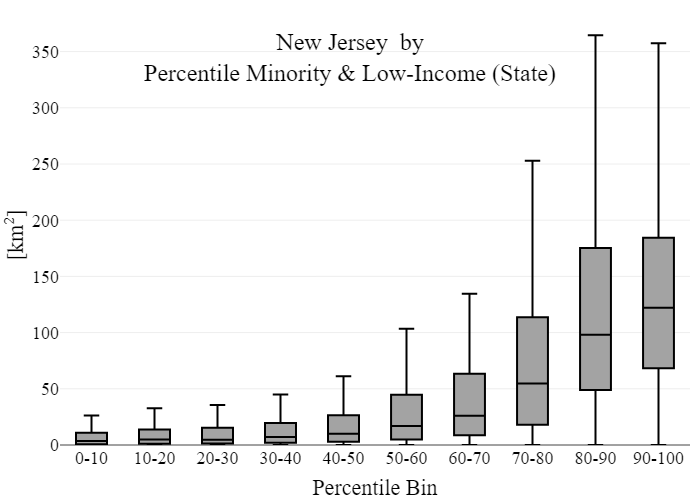 New Jersey  by
Percentile Minority & Low-Income (State)
[km²]
350
300
250
200
150
100
50
0
0-10 10-20 20-30 30-40 40-50 50-60 60-70 70-80 80-90 90-100
Percentile Bin